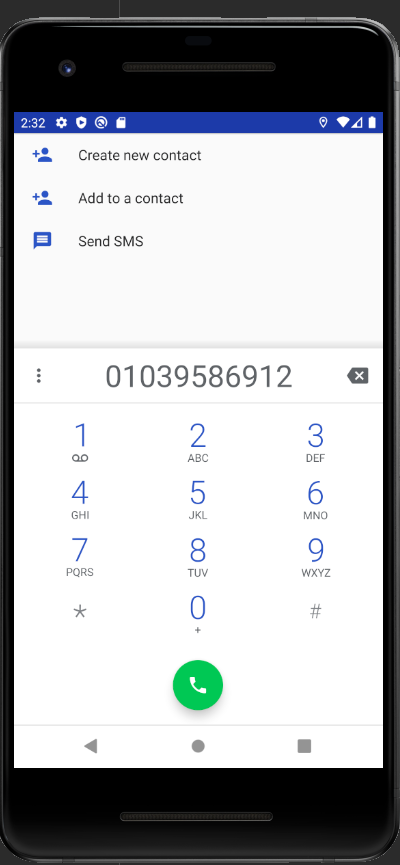 2:32
Create new contact
Add to a contact
Send SMS
01039586912
1 2 3
ABC DEF
4 5 6
GHI JKL MNO
7 8 9
PQRS TUV WXYZ
* 0 #
+